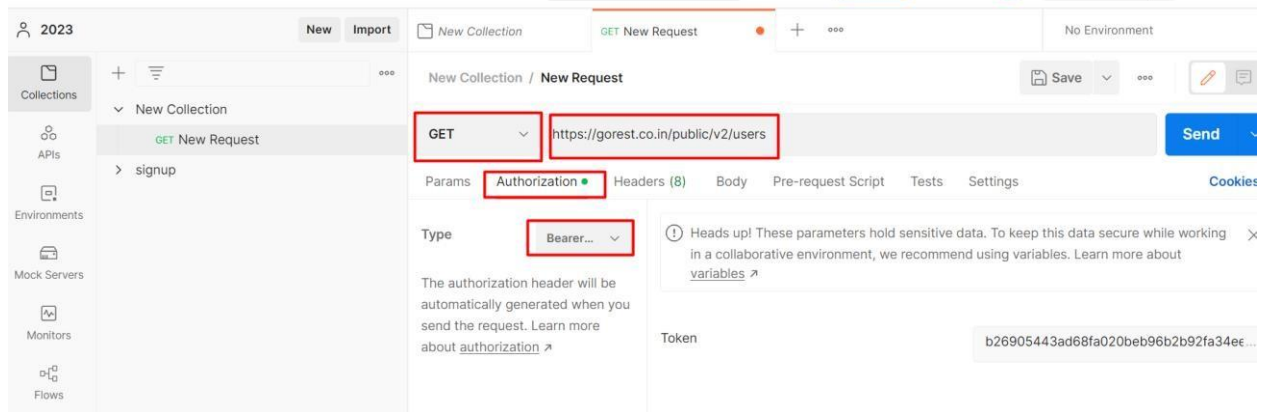 2023
New
Import
New Collection
GET New Request
No Environment
Collections
New Collection / New Request
Save
New Collection
GET New Request
signup
APIs
GET
https://gorest.co.in/public/v2/users
Send
Params
Authorization
Headers (8)
Body
Pre-request Script
Tests
Settings
Cookies
Environments
Type
Bearer...
Heads up! These parameters hold sensitive data. To keep this data secure while working
in a collaborative environment, we recommend using variables. Learn more about
variables
Mock Servers
The authorization header will be
automatically generated when you
send the request. Learn more
about authorization
Monitors
Token
b26905443ad68fa020beb96b2b92fa34ee...
Flows